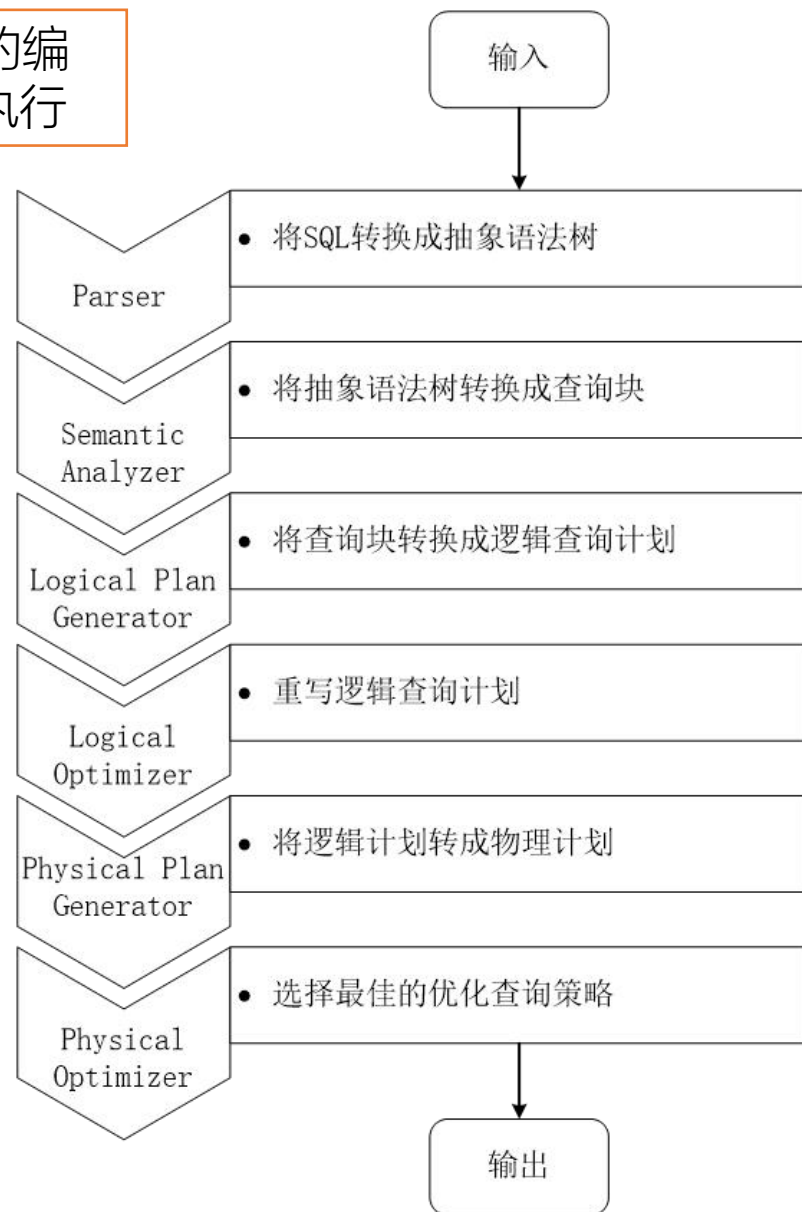 的编
执行
输入
Parser
• 将SQL转换成抽象语法树
Semantic
Analyzer
• 将抽象语法树转换成查询块
Logical Plan
Generator
• 将查询块转换成逻辑查询计划
Logical
Optimizer
• 重写逻辑查询计划
Physical Plan
Generator
• 将逻辑计划转成物理计划
Physical
Optimizer
• 选择最佳的优化查询策略
输出